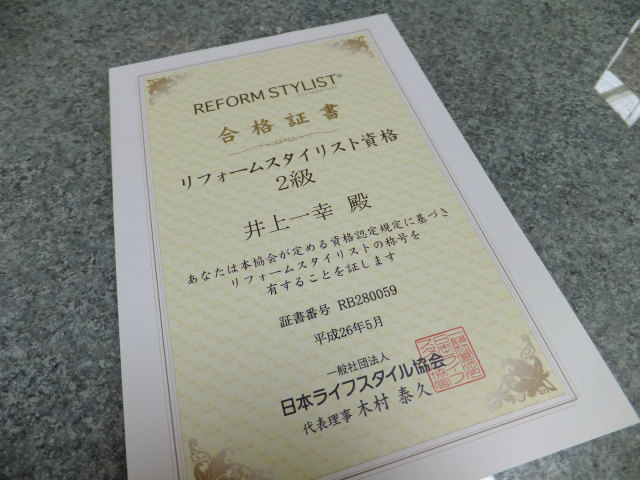 REFORM STYLIST®
合格証書
リフォームスタイリスト資格
2級
井上一幸 殿
あなたは本協会が定める資格認定規定に基づき
リフォームスタイリストの称号を
有することを証します
証書番号 RB280059
平成26年5月
一般社団法人
日本ライフスタイル協会
代表理事 木村 泰久